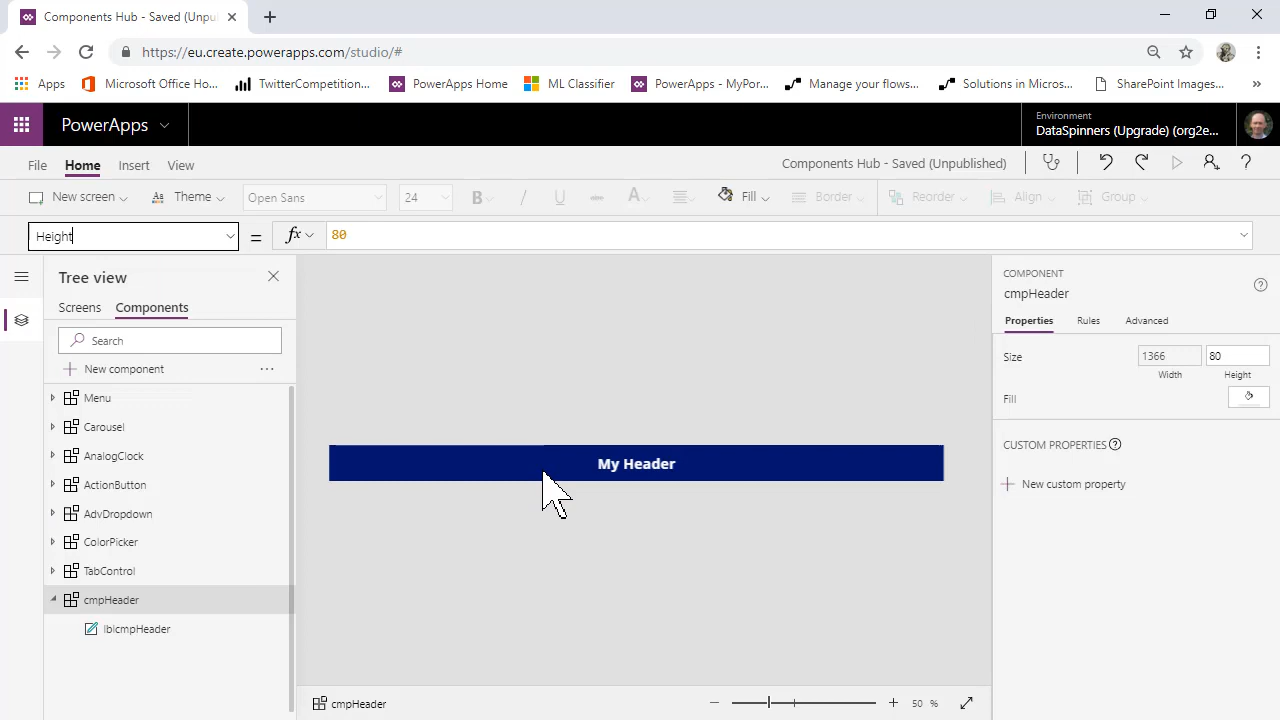 Components Hub - Saved (Unpu
https://eu.create.powerapps.com/studio/#
Apps
Microsoft Office Ho...
TwitterCompetition...
PowerApps Home
ML Classifier
PowerApps - MyPor...
Manage your flows...
Solutions in Micros...
SharePoint Images...
»
PowerApps
Environment
DataSpinners (Upgrade) (org2e...
File
Home
Insert
View
Components Hub - Saved (Unpublished)
New screen
Theme
Open Sans
24
B
/
U
abc
A
Fill
Border
Reorder
Align
Group
Height
=
fx
80
Tree view
Screens
Components
Search
New component
...
Menu
Carousel
AnalogClock
ActionButton
AdvDropdown
ColorPicker
TabControl
cmpHeader
lblcmpHeader
My Header
cmpHeader
50 %
COMPONENT
cmpHeader
Properties
Rules
Advanced
Size
1366
80
Width
Height
Fill
CUSTOM PROPERTIES
New custom property